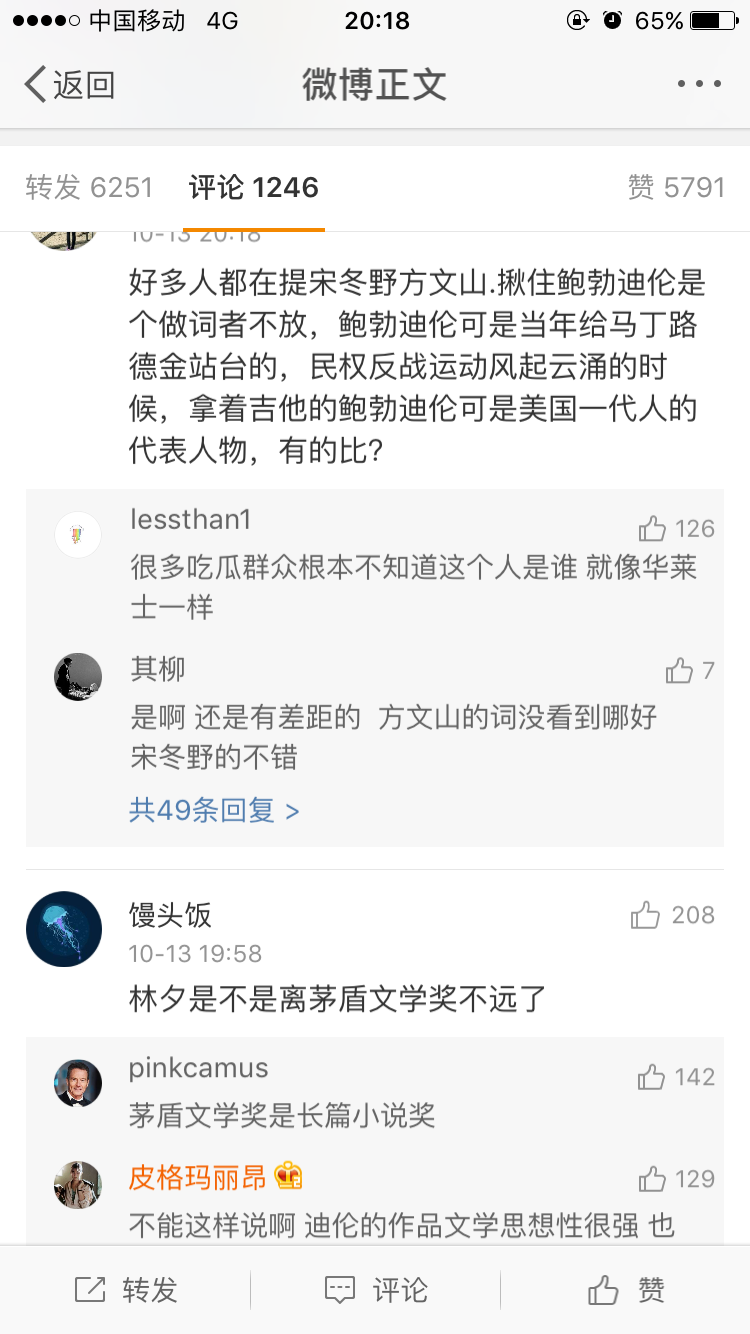 中国移动 4G 20:18 65%
返回 微博正文
转发 6251 评论 1246 赞 5791
10-13 20:18
好多人都在提宋冬野方文山.揪住鲍勃迪伦是
个做词者不放，鲍勃迪伦可是当年给马丁路
德金站台的，民权反战运动风起云涌的时
候，拿着吉他的鲍勃迪伦可是美国一代人的
代表人物，有的比？
lessthan1 126
很多吃瓜群众根本不知道这个人是谁 就像华莱
士一样
其柳 7
是啊 还是有差距的 方文山的词没看到哪好
宋冬野的不错
共49条回复 >
馒头饭 208
10-13 19:58
林夕是不是离茅盾文学奖不远了
pinkcamus 142
茅盾文学奖是长篇小说奖
皮格玛丽昂 129
不能这样说啊 迪伦的作品文学思想性很强 也
转发 评论 赞